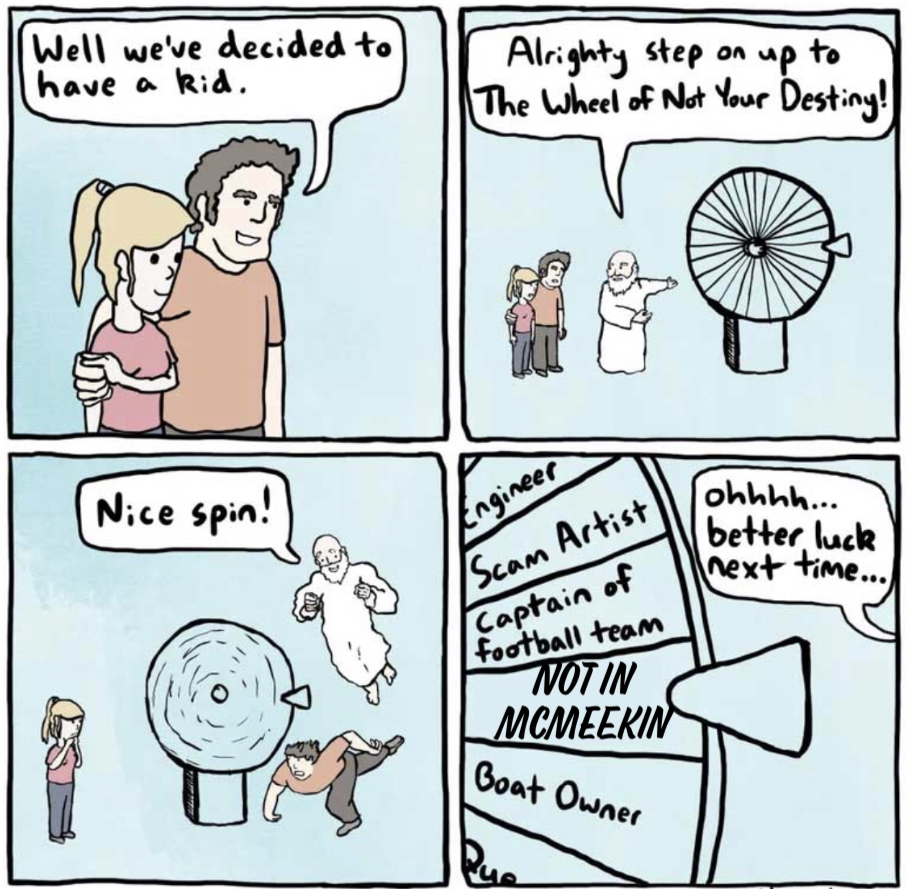 Well we've decided to
have a kid.
Alrighty step on up to
The Wheel of Not Your Destiny!
Nice spin!
Engineer
Scam Artist
Captain of
football team
NOT IN
MCMEEKIN
Boat Owner
ohhhh...
better luck
next time...